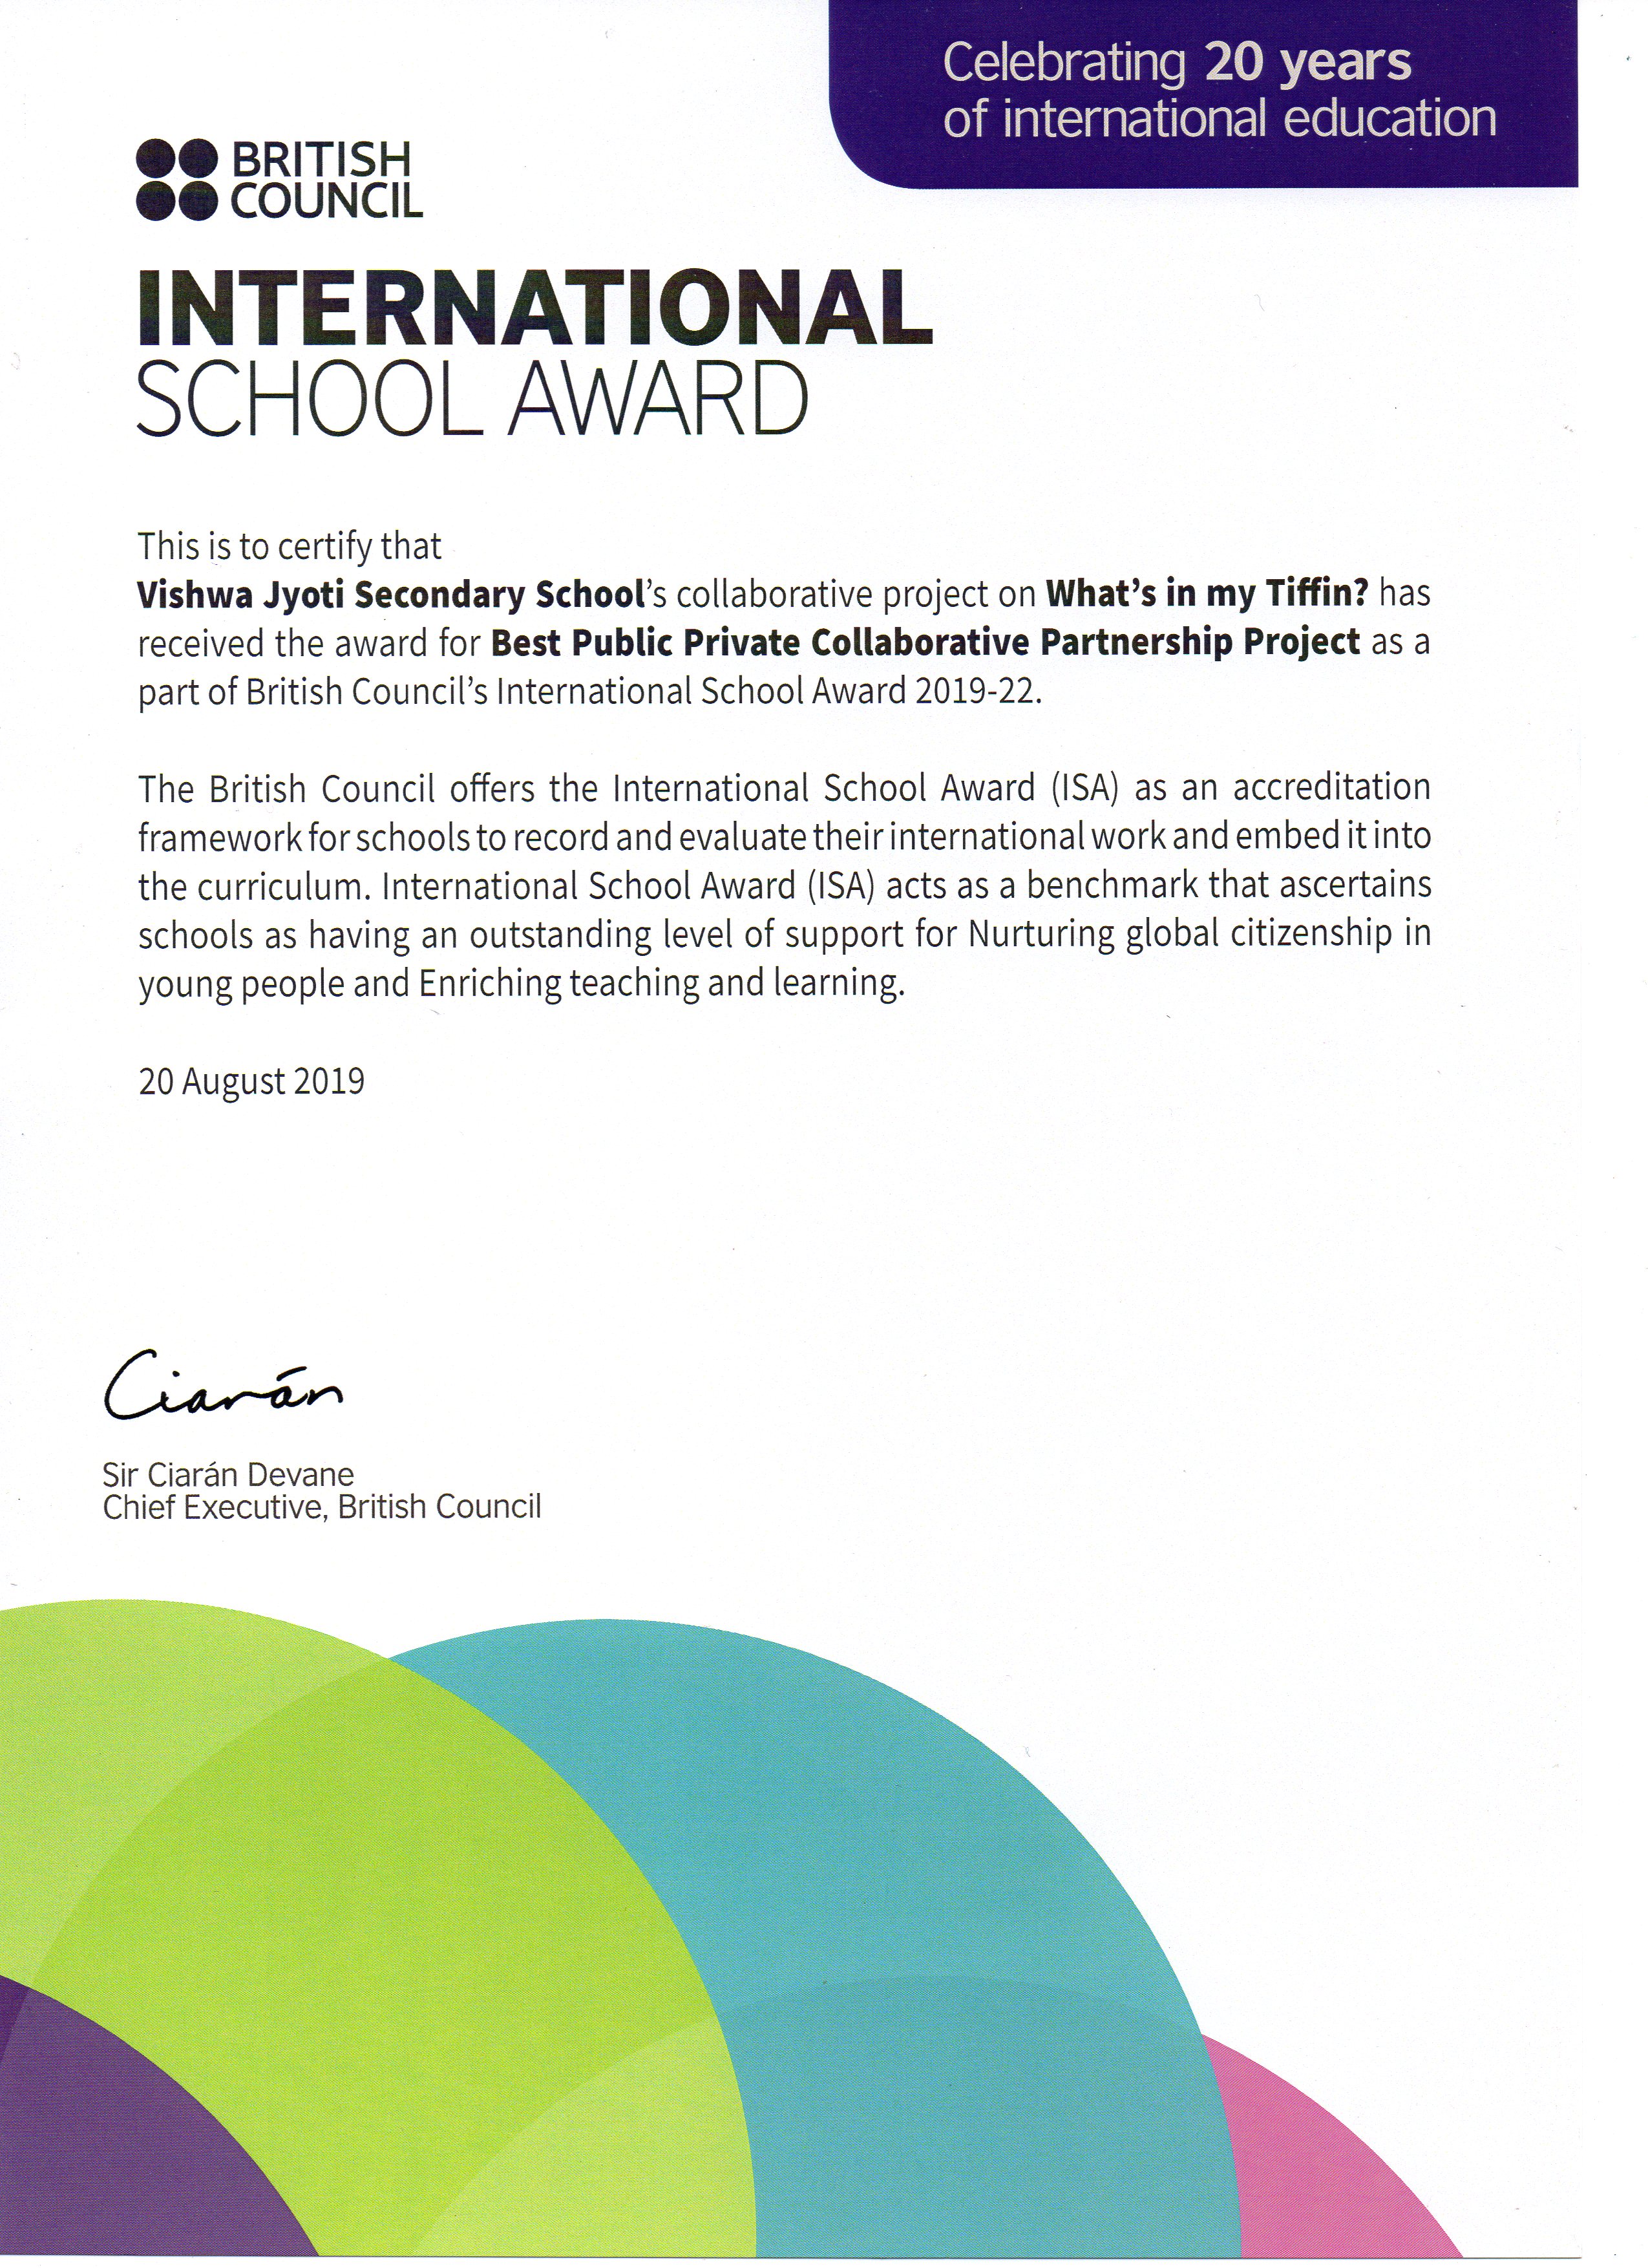 Celebrating 20 years
of international education
BRITISH
COUNCIL
INTERNATIONAL
SCHOOL AWARD
This is to certify that
Vishwa Jyoti Secondary School's collaborative project on What's in my Tiffin? has
received the award for Best Public Private Collaborative Partnership Project as a
part of British Council's International School Award 2019-22.
The British Council offers the International School Award (ISA) as an accreditation
framework for schools to record and evaluate their international work and embed it into
the curriculum. International School Award (ISA) acts as a benchmark that ascertains
schools as having an outstanding level of support for Nurturing global citizenship in
young people and Enriching teaching and learning.
20 August 2019
Ciarán
Sir Ciarán Devane
Chief Executive, British Council